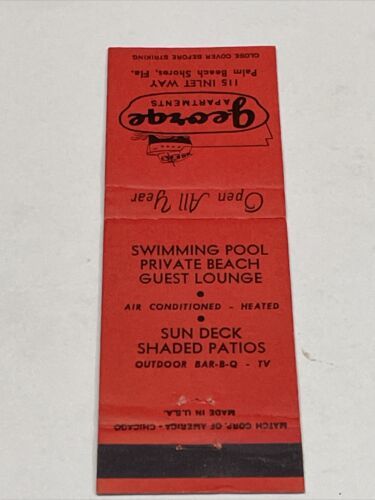 CLOSE COVER BEFORE STRIKING
Palm Beach Shores, Fla.
115 INLET WAY
APARTMENTS
george
Open All Year
SWIMMING POOL
PRIVATE BEACH
GUEST LOUNGE
•
AIR CONDITIONED - HEATED
•
SUN DECK
SHADED PATIOS
OUTDOOR BAR-B-Q - TV
MADE IN U.S.A.
MATCH CORP. OF AMERICA - CHICAGO